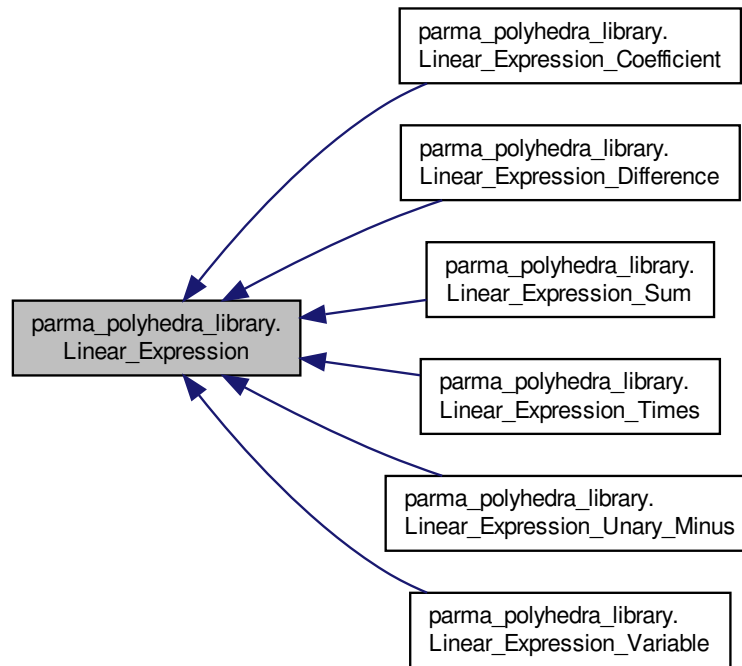 parma_polyhedra_library.
Linear_Expression_Coefficient
parma_polyhedra_library.
Linear_Expression_Difference
parma_polyhedra_library.
Linear_Expression_Sum
parma_polyhedra_library.
Linear_Expression
parma_polyhedra_library.
Linear_Expression_Times
parma_polyhedra_library.
Linear_Expression_Unary_Minus
parma_polyhedra_library.
Linear_Expression_Variable